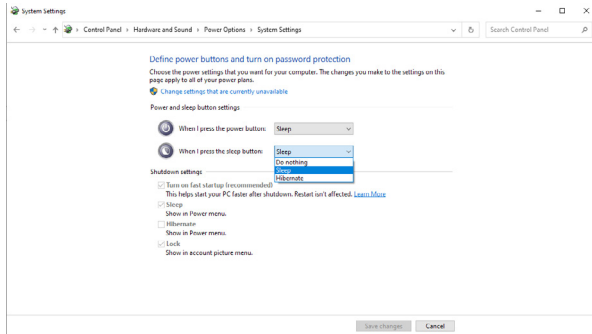 System Settings
Control Panel > Hardware and Sound > Power Options > System Settings
Search Control Panel
Define power buttons and turn on password protection
Choose the power settings that you want for your computer. The changes you make to the settings on this
page apply to all of your power plans.
Change settings that are currently unavailable
Power and sleep button settings
When I press the power button: Sleep
When I press the sleep button: Sleep
Do nothing
Sleep
Hibernate
Shutdown settings
Turn on fast startup (recommended)
This helps start your PC faster after shutdown. Restart isn't affected. Learn More
Sleep
Show in Power menu.
Hibernate
Show in Power menu.
Lock
Show in account picture menu.
Save changes Cancel